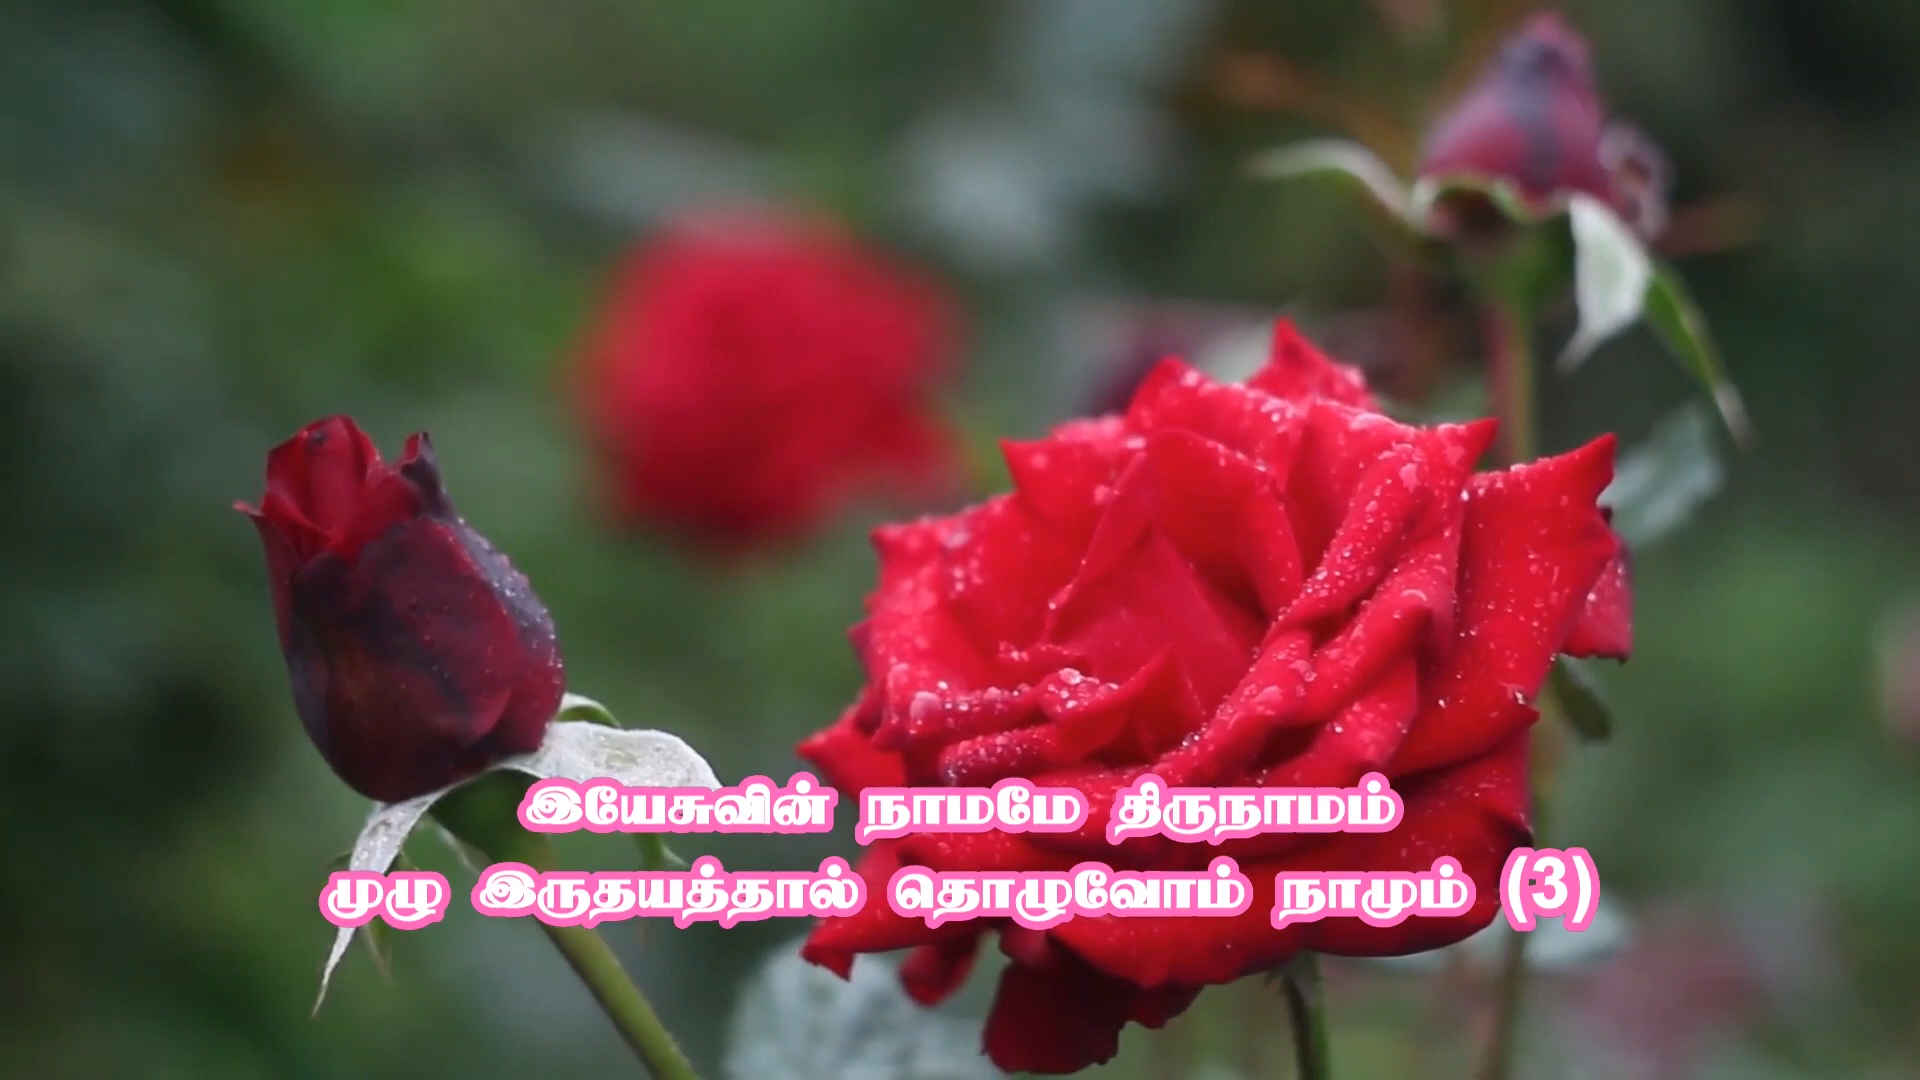 இயேசுவின் நாமமே திருநாமம்
முழு இருதயத்தால் தொழுவோம் நாமும் (3)